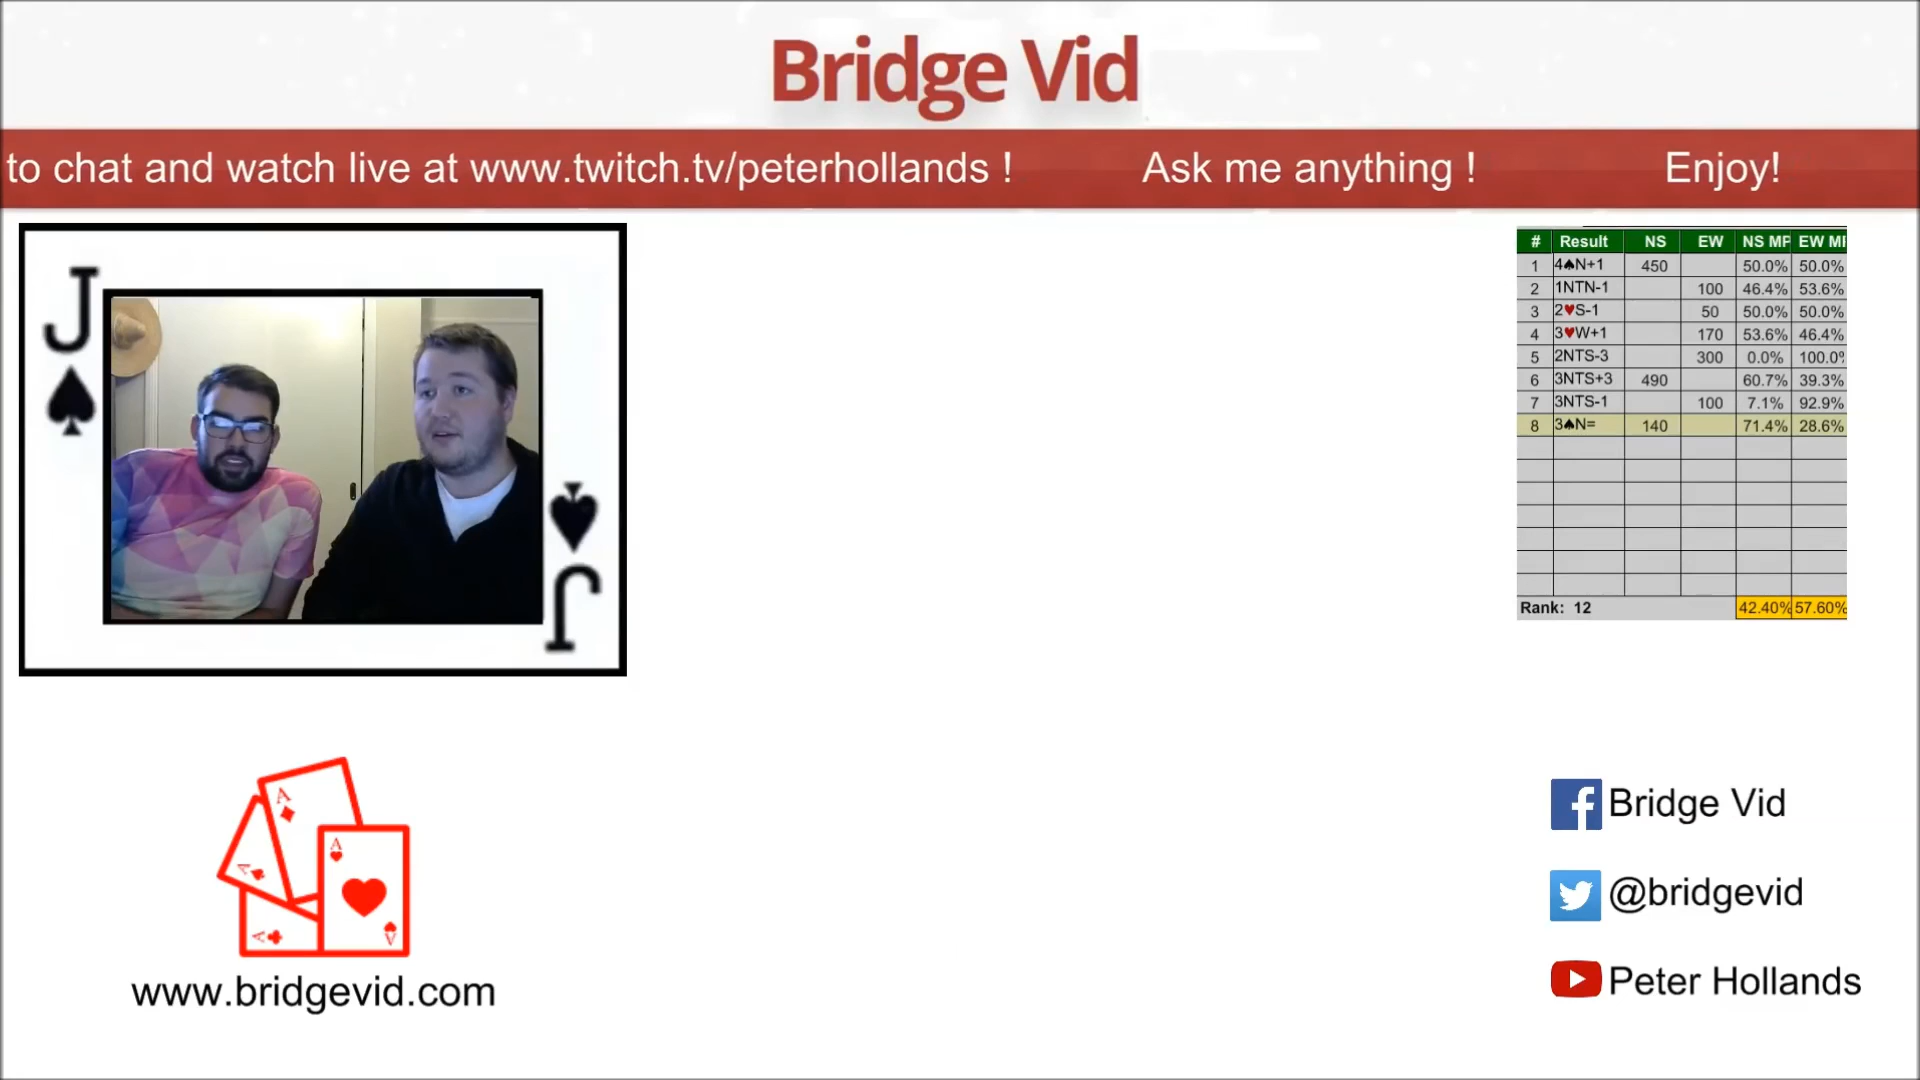 Bridge Vid
to chat and watch live at www.twitch.tv/peterhollands ! Ask me anything ! Enjoy!
J
J
# Result NS EW NS MP EW MP
1 4♠N+1 450 50.0% 50.0%
2 1NTN-1 100 46.4% 53.6%
3 2♥S-1 50 50.0% 50.0%
4 3♥W+1 170 53.6% 46.4%
5 2NTS-3 300 0.0% 100.0%
6 3NTS+3 490 60.7% 39.3%
7 3NTS-1 100 7.1% 92.9%
8 3♠N= 140 71.4% 28.6%
Rank: 12 42.40% 57.60%
A
A
A
A
A
www.bridgevid.com
Bridge Vid
@bridgevid
Peter Hollands